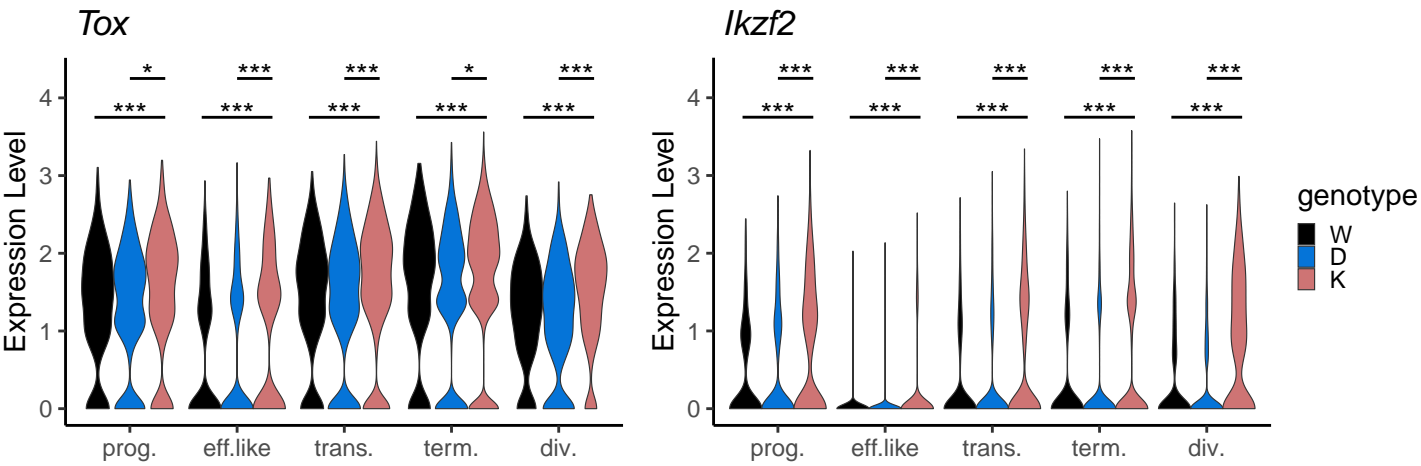 Tox
Expression Level
4
3
2
1
0
* *** *** * ***
*** *** *** *** ***
prog. eff.like trans. term. div.
Ikzf2
Expression Level
4
3
2
1
0
*** *** *** *** ***
*** *** *** *** ***
prog. eff.like trans. term. div.
genotype
W
D
K